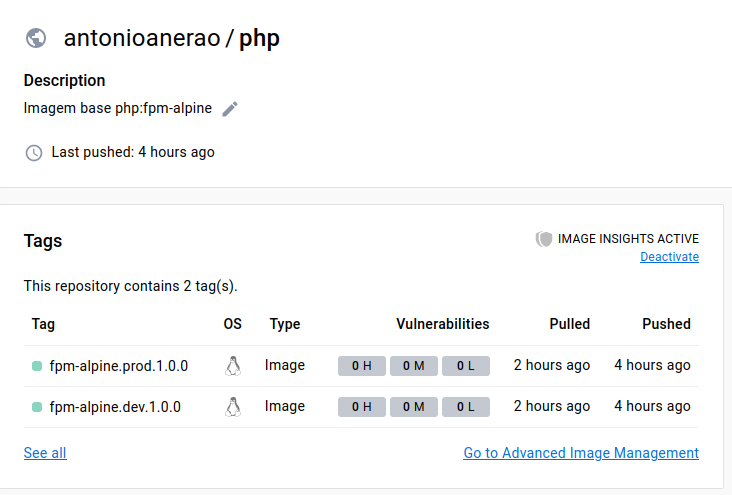 antonioanerao / php
Description
Imagem base php:fpm-alpine
Last pushed: 4 hours ago
Tags
IMAGE INSIGHTS ACTIVE
Deactivate
This repository contains 2 tag(s).
Tag OS Type Vulnerabilities Pulled Pushed
fpm-alpine.prod.1.0.0 Image 0 H 0 M 0 L 2 hours ago 4 hours ago
fpm-alpine.dev.1.0.0 Image 0 H 0 M 0 L 2 hours ago 4 hours ago
See all Go to Advanced Image Management